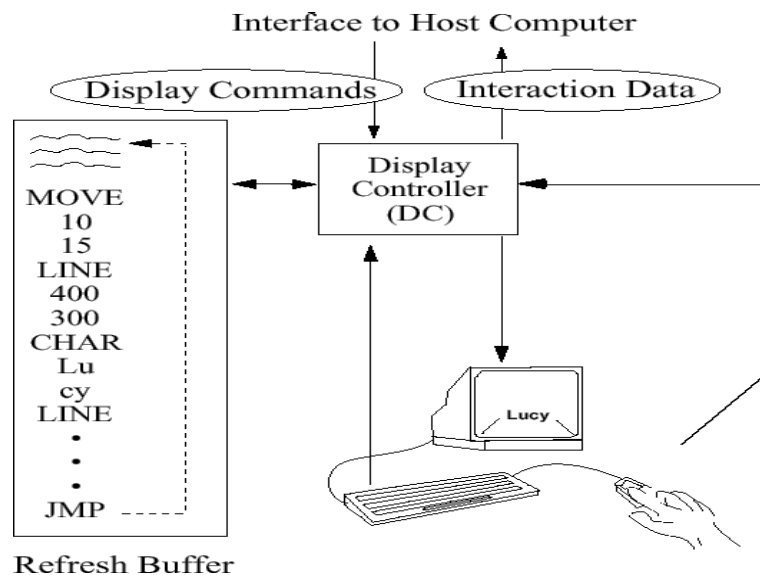 Interface to Host Computer
Display Commands
Interaction Data
Display
Controller
(DC)
MOVE
10
15
LINE
400
300
CHAR
Lu
cy
LINE
JMP
Lucy
Refresh Buffer